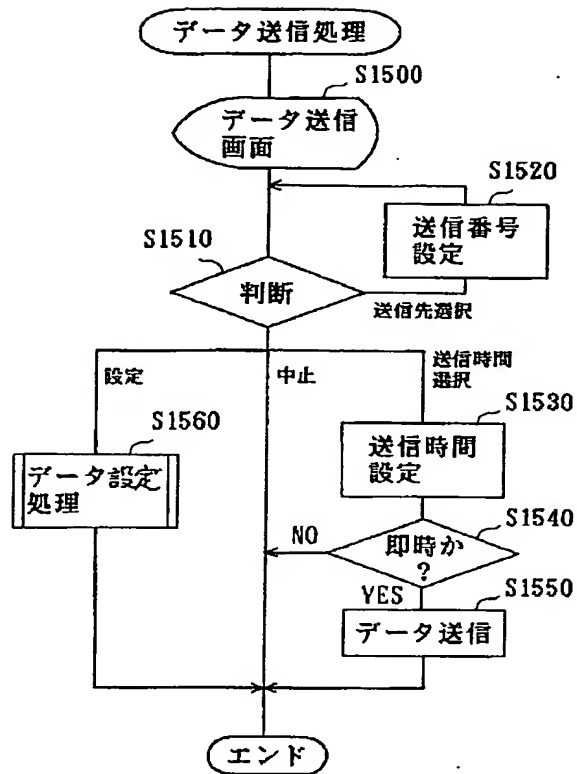 データ送信処理
S1500
データ送信
画面
S1520
送信番号
設定
S1510
判断
送信先選択
設定
中止
送信時間
選択
S1560
データ設定
処理
S1530
送信時間
設定
S1540
即時か
?
NO
YES
S1550
データ送信
エンド